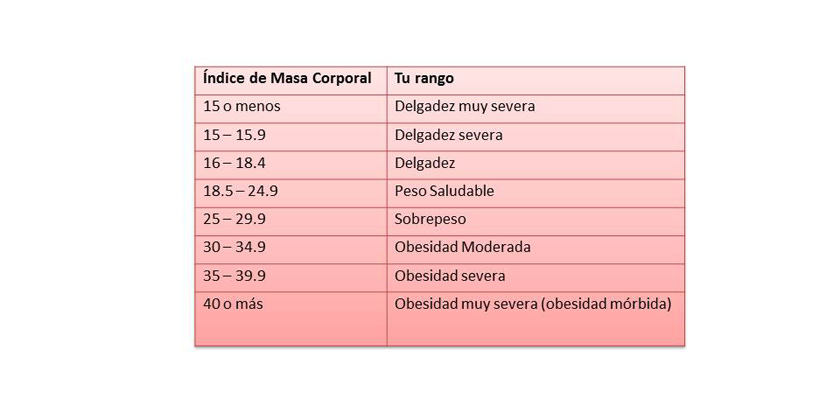 Índice de Masa Corporal Tu rango
15 o menos Delgadez muy severa
15 – 15.9 Delgadez severa
16 – 18.4 Delgadez
18.5 – 24.9 Peso Saludable
25 – 29.9 Sobrepeso
30 – 34.9 Obesidad Moderada
35 – 39.9 Obesidad severa
40 o más Obesidad muy severa (obesidad mórbida)